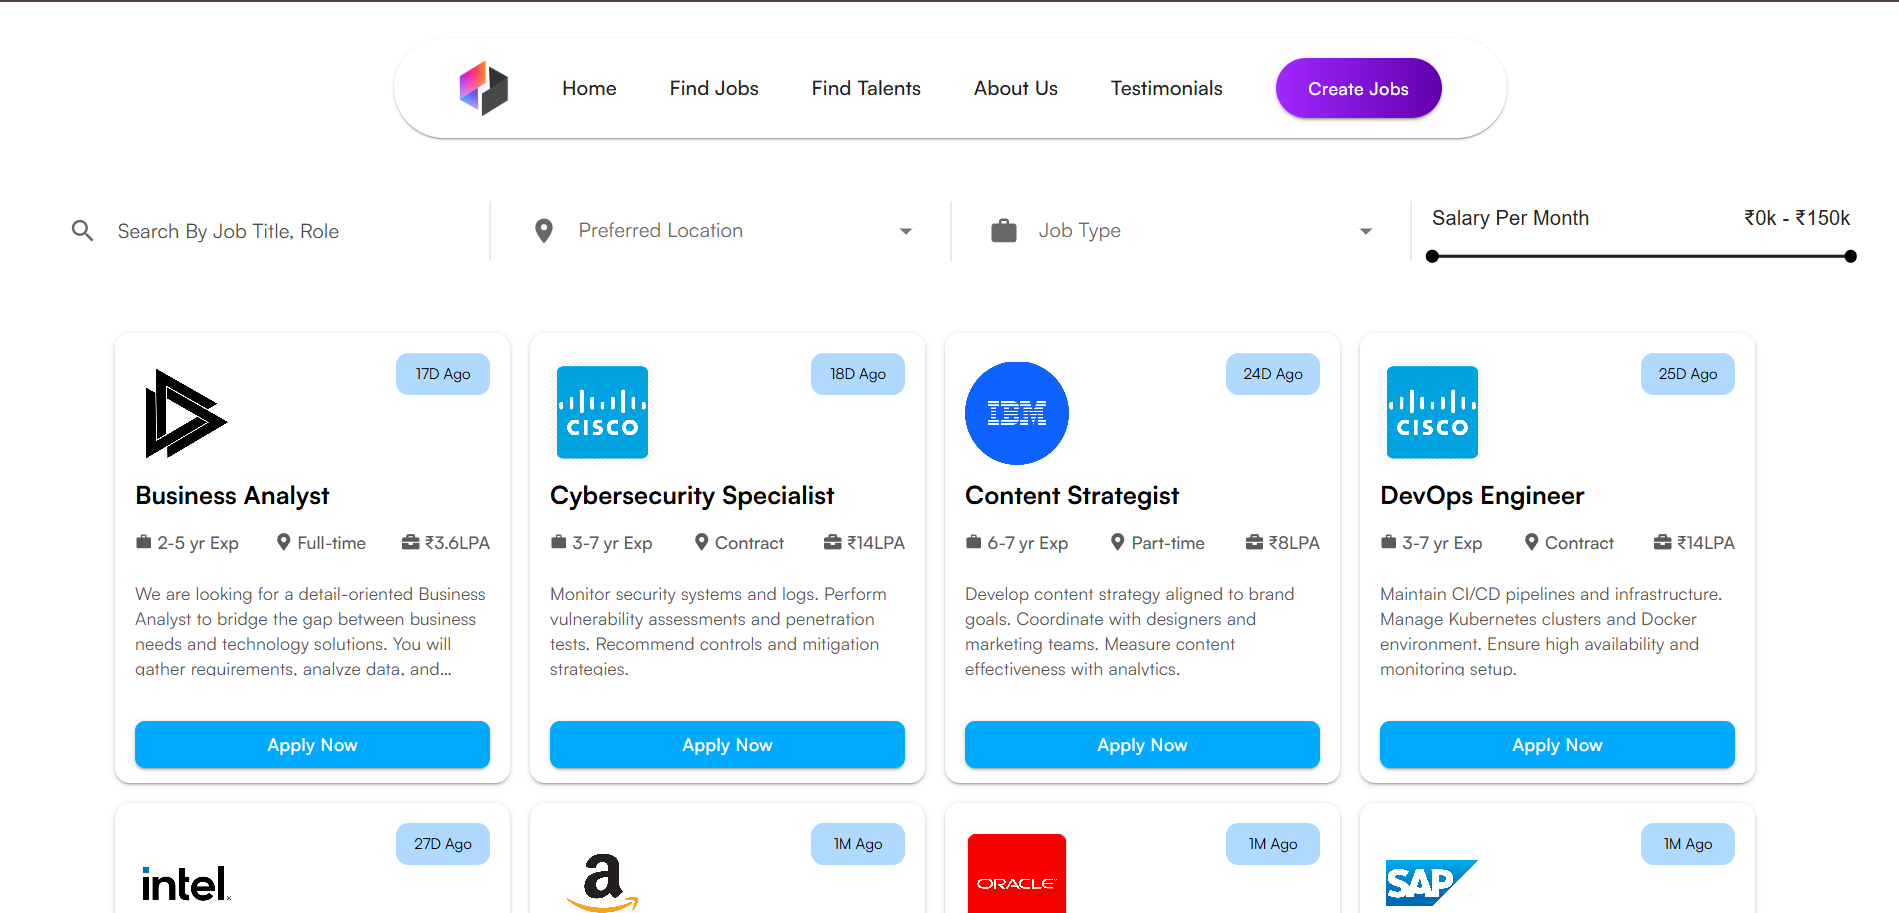 Home Find Jobs Find Talents About Us Testimonials Create Jobs
Search By Job Title, Role
Preferred Location
Job Type
Salary Per Month ₹0k - ₹150k
17D Ago
Business Analyst
2-5 yr Exp Full-time ₹3.6LPA
We are looking for a detail-oriented Business
Analyst to bridge the gap between business
needs and technology solutions. You will
gather requirements, analyze data, and...
Apply Now
18D Ago
CISCO
Cybersecurity Specialist
3-7 yr Exp Contract ₹14LPA
Monitor security systems and logs. Perform
vulnerability assessments and penetration
tests. Recommend controls and mitigation
strategies.
Apply Now
24D Ago
IBM
Content Strategist
6-7 yr Exp Part-time ₹8LPA
Develop content strategy aligned to brand
goals. Coordinate with designers and
marketing teams. Measure content
effectiveness with analytics.
Apply Now
25D Ago
CISCO
DevOps Engineer
3-7 yr Exp Contract ₹14LPA
Maintain CI/CD pipelines and infrastructure.
Manage Kubernetes clusters and Docker
environment. Ensure high availability and
monitoring setup.
Apply Now
27D Ago
intel.
1M Ago
a
1M Ago
ORACLE
1M Ago
SAP